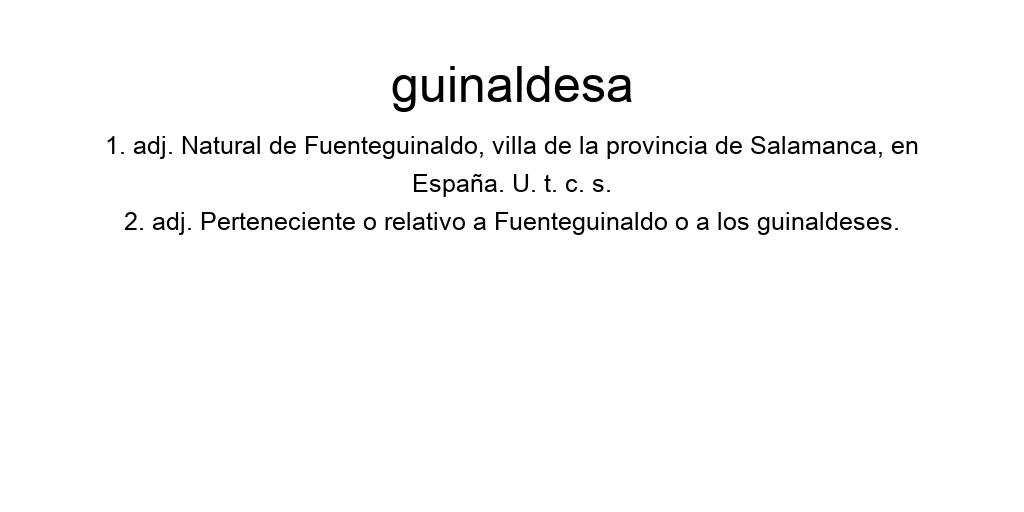 guinaldesa
1. adj. Natural de Fuenteguinaldo, villa de la provincia de Salamanca, en
España. U. t. c. s.
2. adj. Perteneciente o relativo a Fuenteguinaldo o a los guinaldeses.